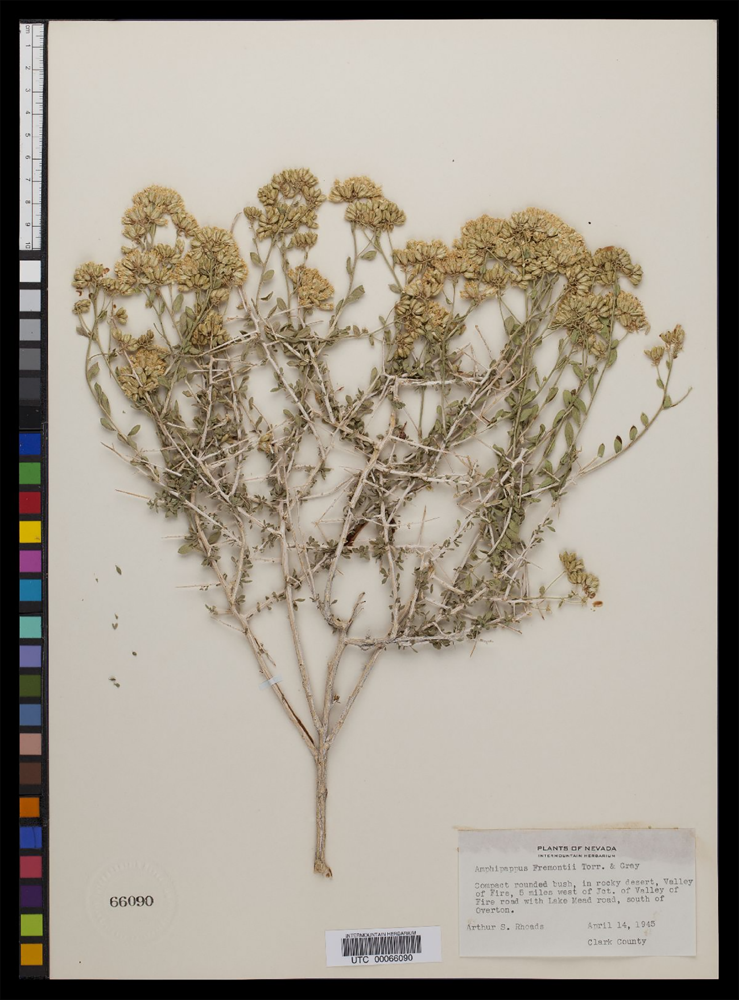 cm
1
2
3
4
5
6
7
8
9
10
PLANTS OF NEVADA
INTERMOUNTAIN HERBARIUM
Amphipappus Fremontii Torr. & Gray
Compact rounded bush, in rocky desert, Valley
of Fire, 5 miles west of Jct. of Valley of
Fire road with Lake Mead road, south of
Overton.
Arthur S. Rhoads April 14, 1945
Clark County
66090
INTERMOUNTAIN HERBARIUM
UTC 00066090